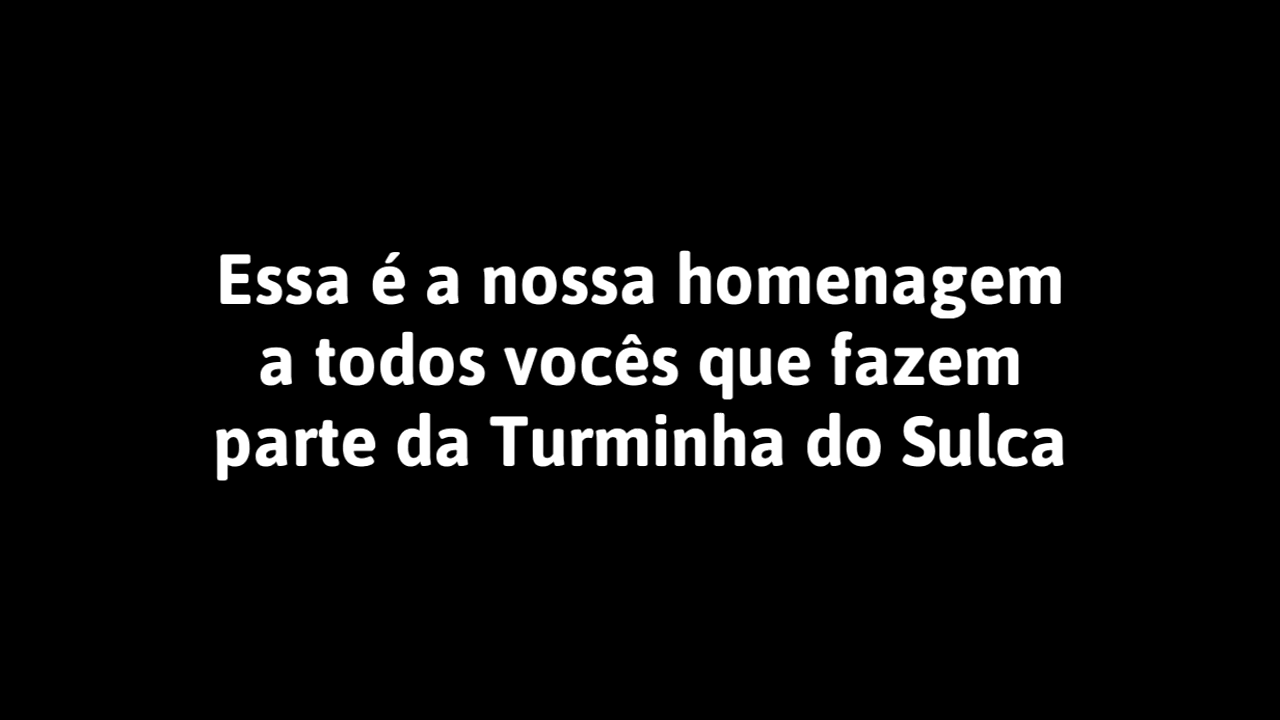 Essa é a nossa homenagem
a todos vocês que fazem
parte da Turminha do Sulca